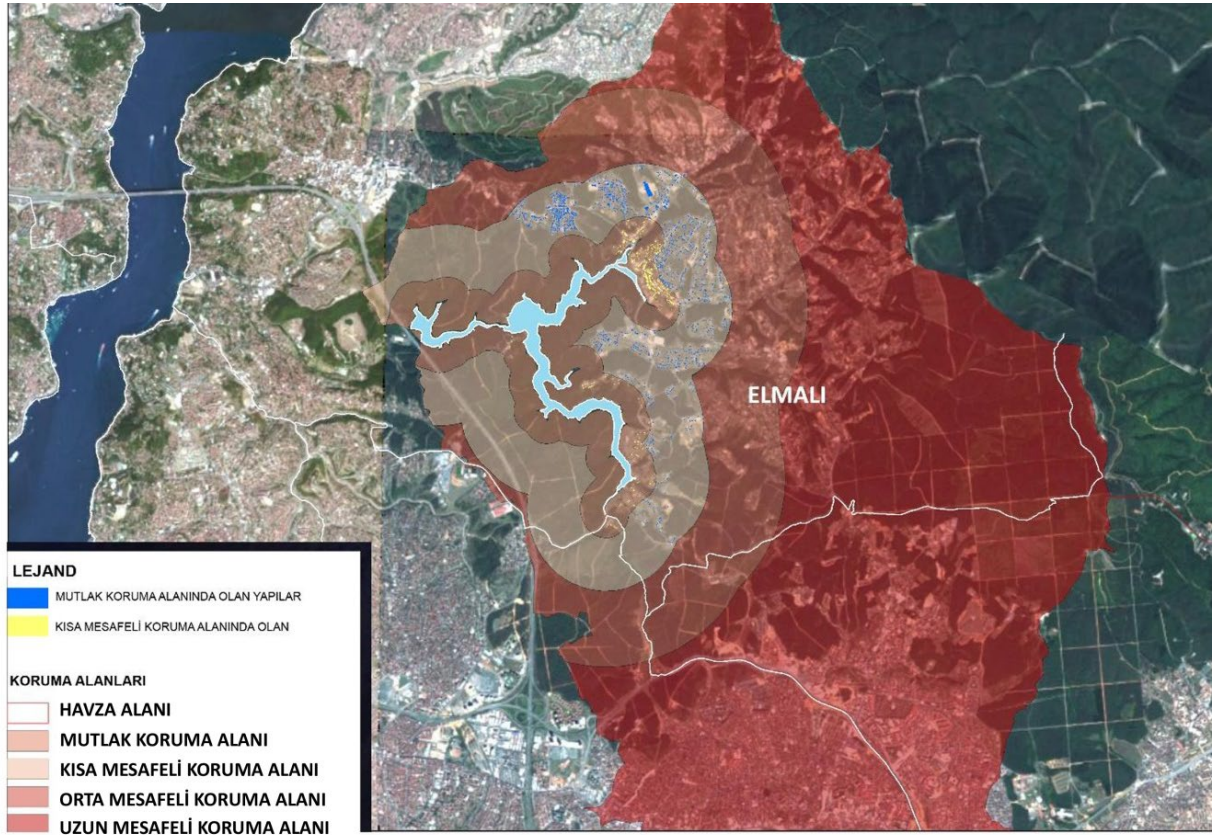 ELMALI
LEJAND
MUTLAK KORUMA ALANINDA OLAN YAPILAR
KISA MESAFELİ KORUMA ALANINDA OLAN
KORUMA ALANLARI
HAVZA ALANI
MUTLAK KORUMA ALANI
KISA MESAFELİ KORUMA ALANI
ORTA MESAFELİ KORUMA ALANI
UZUN MESAFELİ KORUMA ALANI